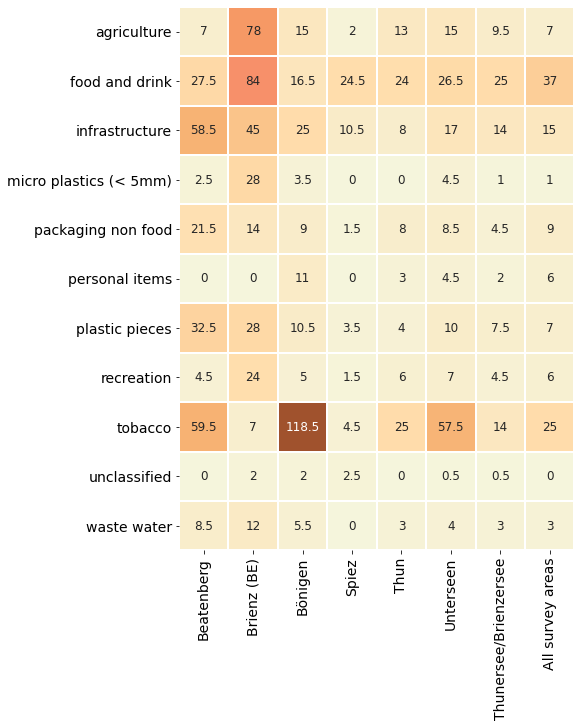 agriculture 7 78 15 2 13 15 9.5 7
food and drink 27.5 84 16.5 24.5 24 26.5 25 37
infrastructure 58.5 45 25 10.5 8 17 14 15
micro plastics (< 5mm) 2.5 28 3.5 0 0 4.5 1 1
packaging non food 21.5 14 9 1.5 8 8.5 4.5 9
personal items 0 0 11 0 3 4.5 2 6
plastic pieces 32.5 28 10.5 3.5 4 10 7.5 7
recreation 4.5 24 5 1.5 6 7 4.5 6
tobacco 59.5 7 118.5 4.5 25 57.5 14 25
unclassified 0 2 2 2.5 0 0.5 0.5 0
waste water 8.5 12 5.5 0 3 4 3 3
Beatenberg
Brienz (BE)
Bönigen
Spiez
Thun
Unterseen
Thunersee/Brienzersee
All survey areas